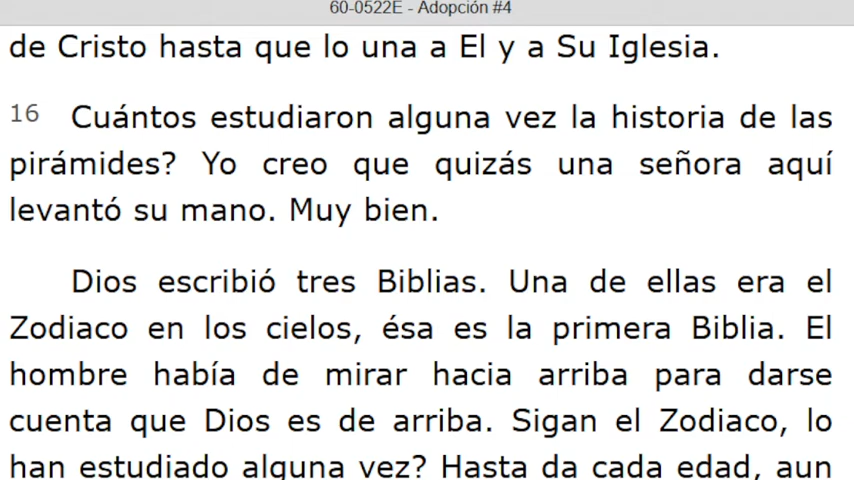 60-0522E - Adopción #4
de Cristo hasta que lo una a El y a Su Iglesia.
16 Cuántos estudiaron alguna vez la historia de las
pirámides? Yo creo que quizás una señora aquí
levantó su mano. Muy bien.
Dios escribió tres Biblias. Una de ellas era el
Zodiaco en los cielos, ésa es la primera Biblia. El
hombre había de mirar hacia arriba para darse
cuenta que Dios es de arriba. Sigan el Zodiaco, lo
han estudiado alguna vez? Hasta da cada edad, aun